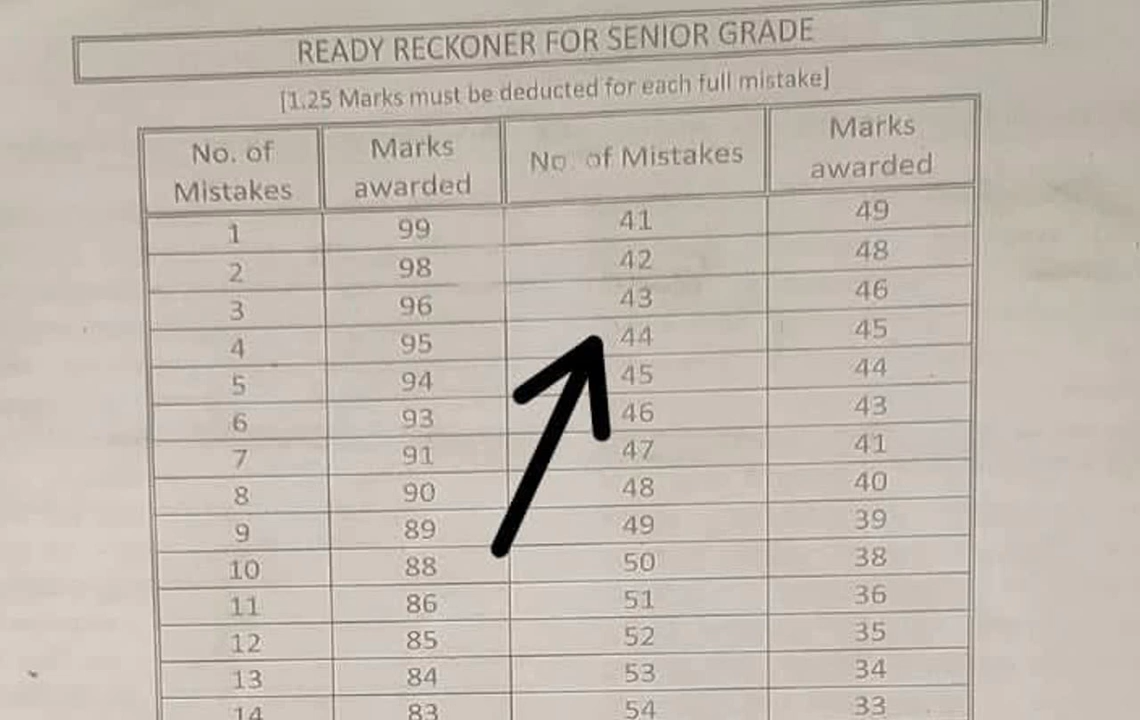 READY RECKONER FOR SENIOR GRADE
[1.25 Marks must be deducted for each full mistake]
No. of Mistakes Marks awarded No. of Mistakes Marks awarded
1 99 41 49
2 98 42 48
3 96 43 46
4 95 44 45
5 94 45 44
6 93 46 43
7 91 47 41
8 90 48 40
9 89 49 39
10 88 50 38
11 86 51 36
12 85 52 35
13 84 53 34
14 83 54 33